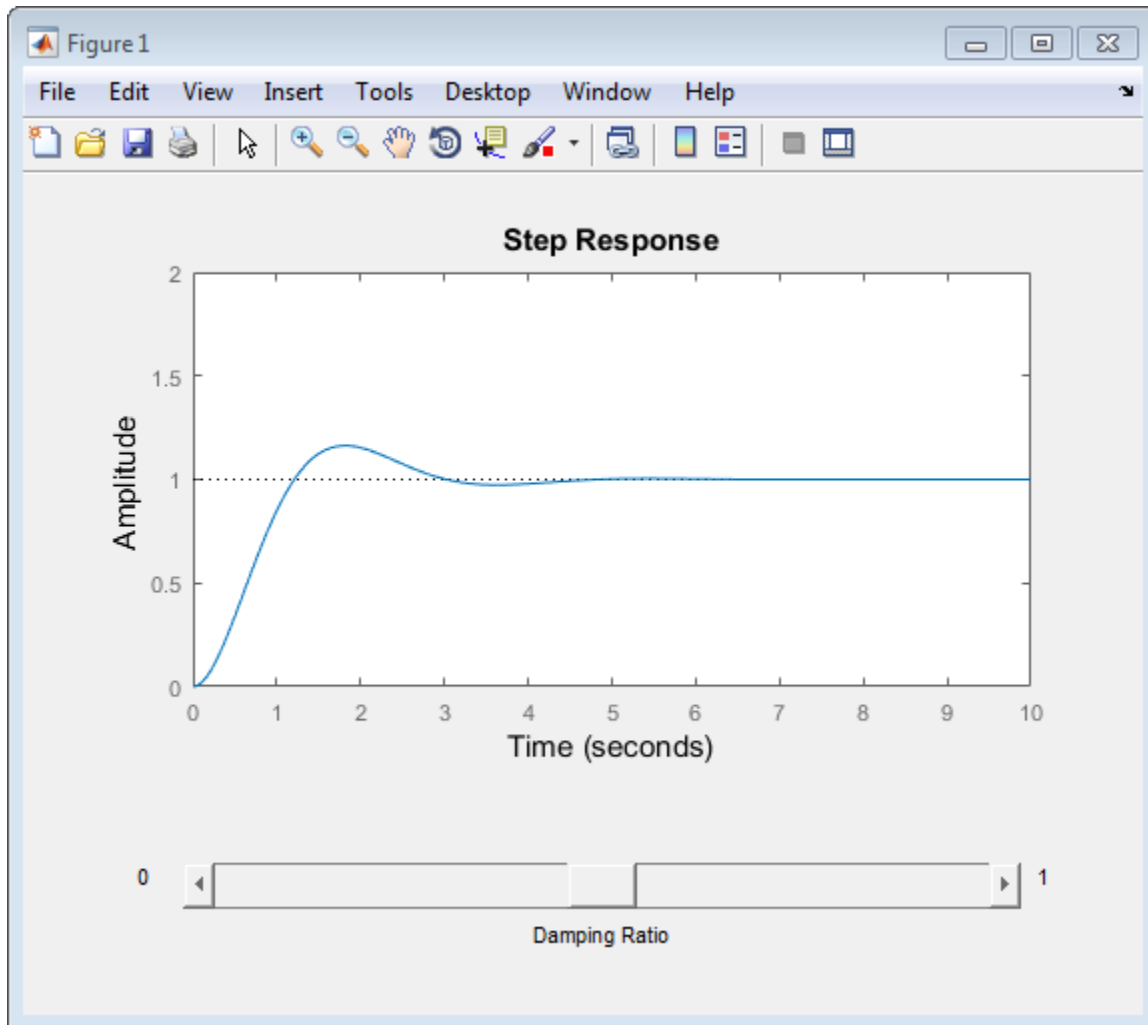 Figure 1
File Edit View Insert Tools Desktop Window Help
Step Response
2
1.5
1
0.5
0
Amplitude
0 1 2 3 4 5 6 7 8 9 10
Time (seconds)
0 1
Damping Ratio